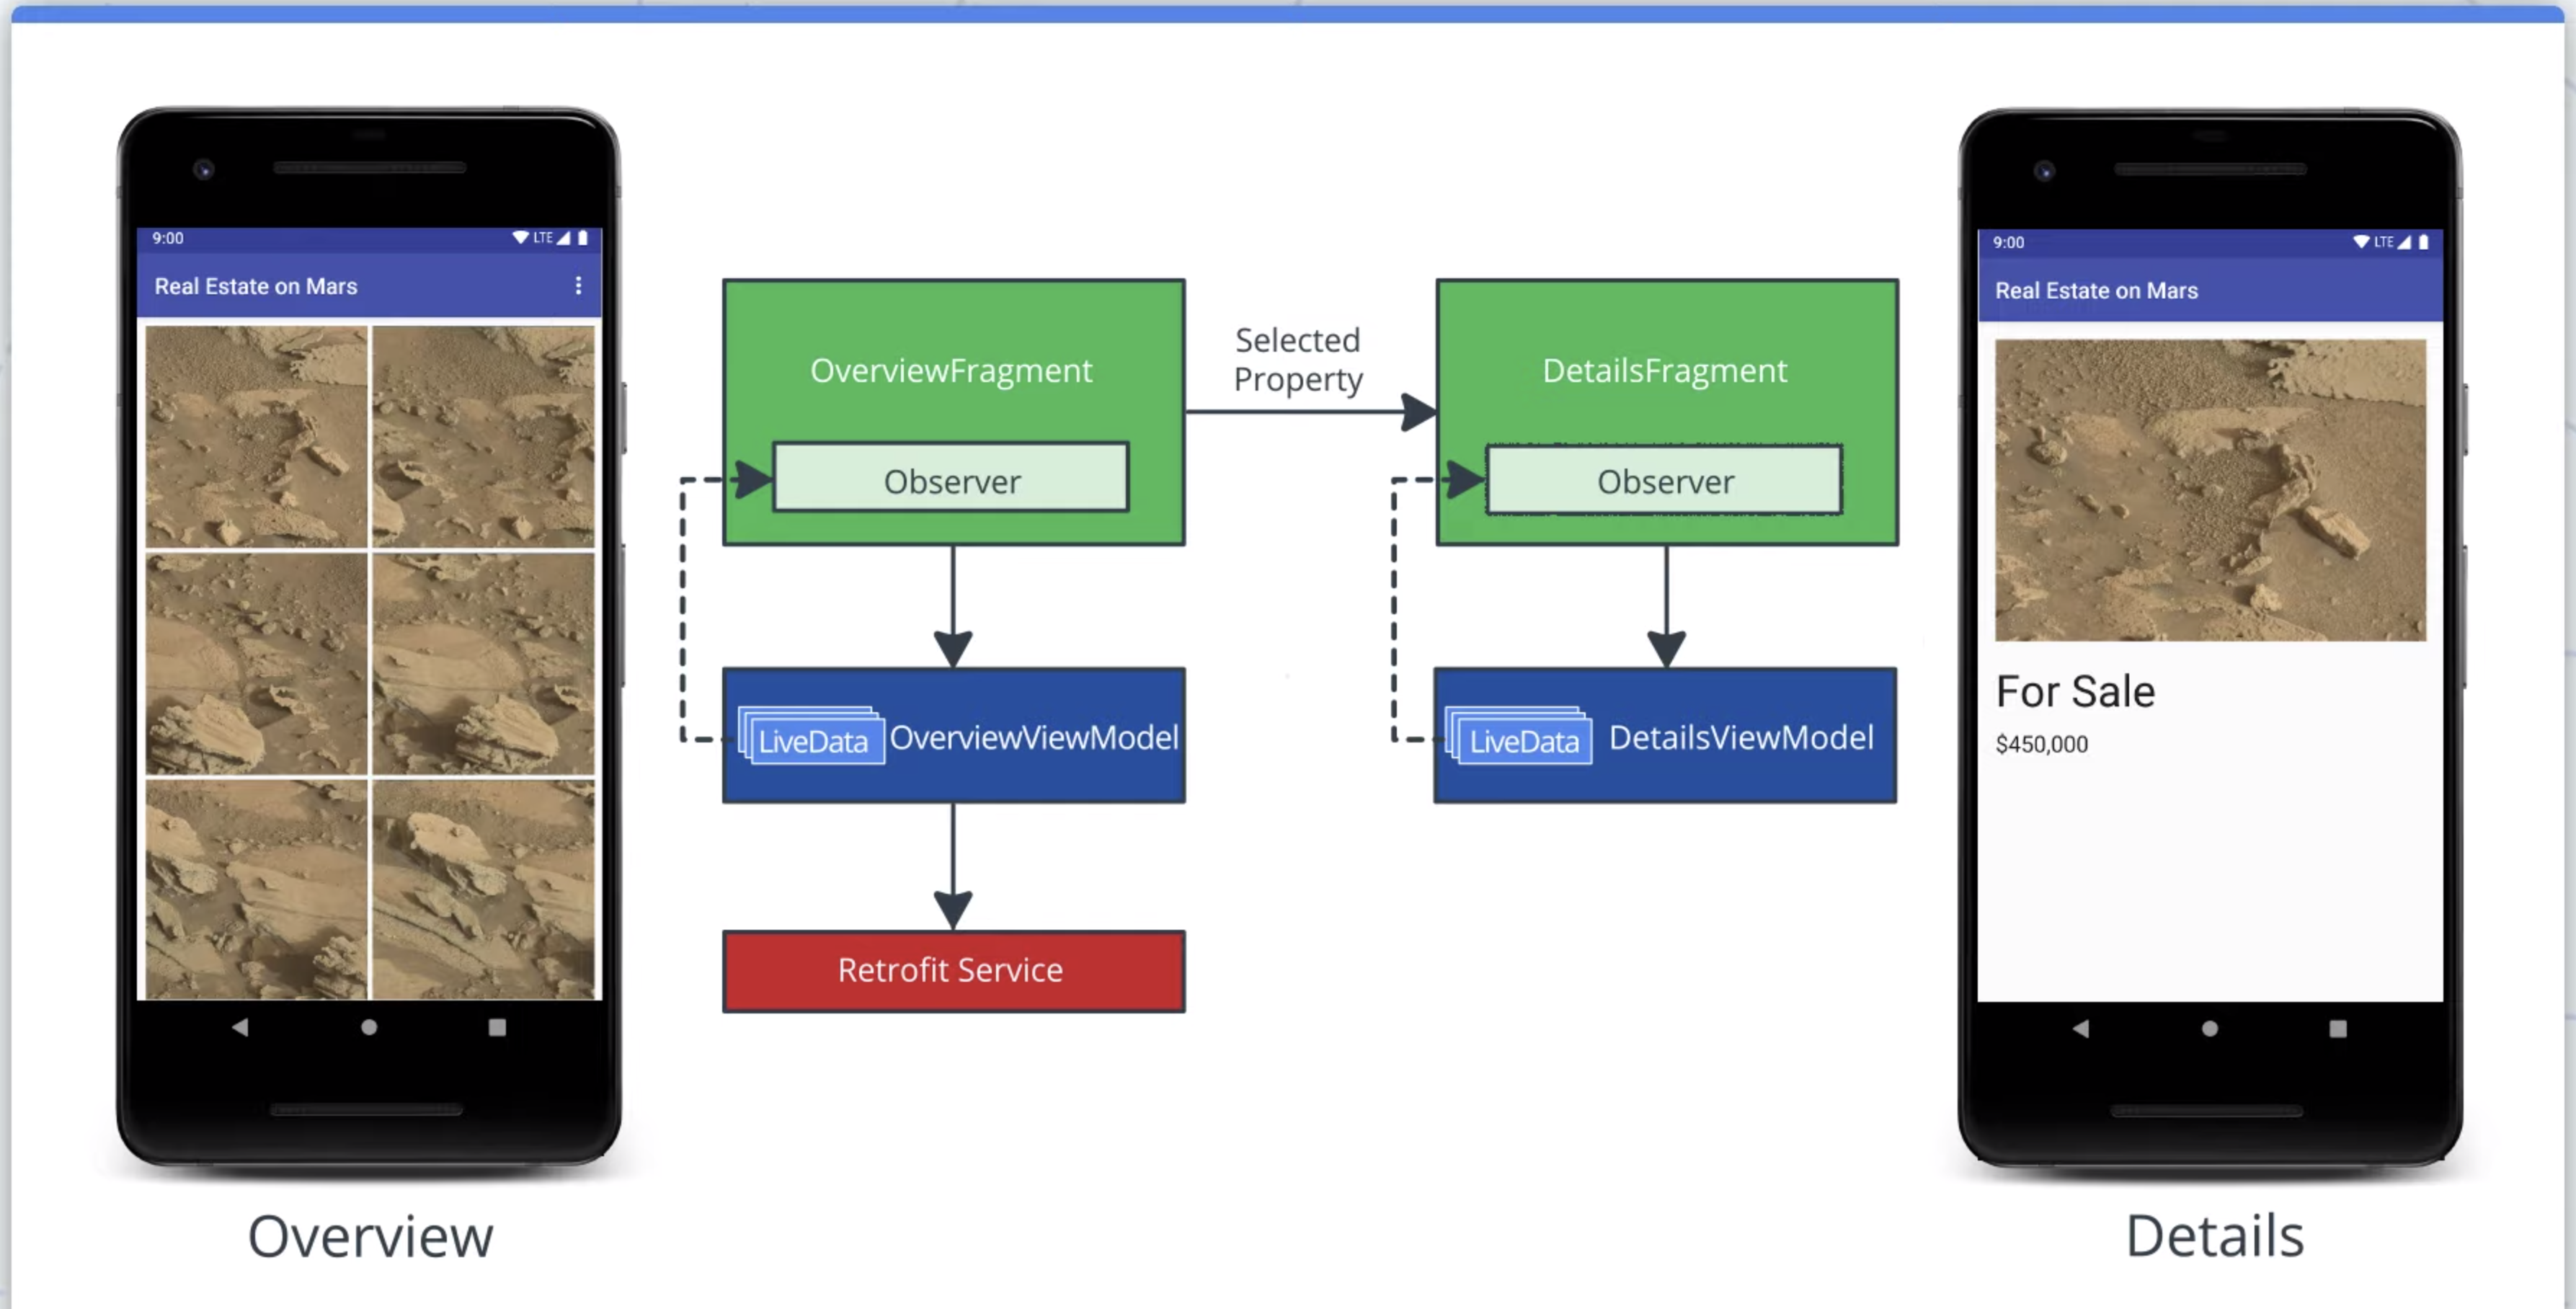 9:00
LTE
Real Estate on Mars
OverviewFragment
Observer
LiveData
OverviewViewModel
Retrofit Service
Selected
Property
DetailsFragment
Observer
LiveData
DetailsViewModel
9:00
LTE
Real Estate on Mars
For Sale
$450,000
Overview
Details